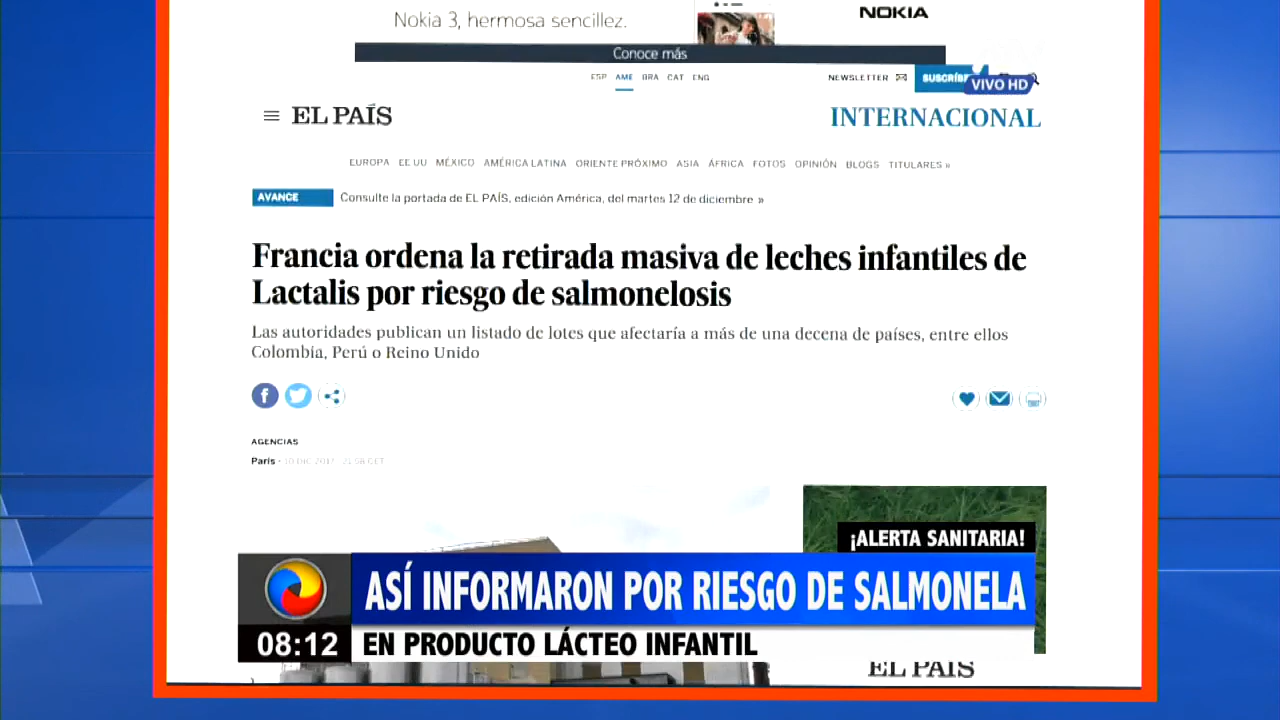 Nokia 3, hermosa sencillez.
NOKIA
Conoce más
ESP AME BRA CAT ENG
NEWSLETTER
VIVO HD
EL PAÍS
INTERNACIONAL
EUROPA EE UU MÉXICO AMÉRICA LATINA ORIENTE PRÓXIMO ASIA ÁFRICA FOTOS OPINIÓN BLOGS TITULARES »
AVANCE Consulte la portada de EL PAÍS, edición América, del martes 12 de diciembre »
Francia ordena la retirada masiva de leches infantiles de
Lactalis por riesgo de salmonelosis
Las autoridades publican un listado de lotes que afectaría a más de una decena de países, entre ellos
Colombia, Perú o Reino Unido
AGENCIAS
París - 10 DIC 2017
¡ALERTA SANITARIA!
ASÍ INFORMARON POR RIESGO DE SALMONELA
08:12 EN PRODUCTO LÁCTEO INFANTIL
EL PAÍS